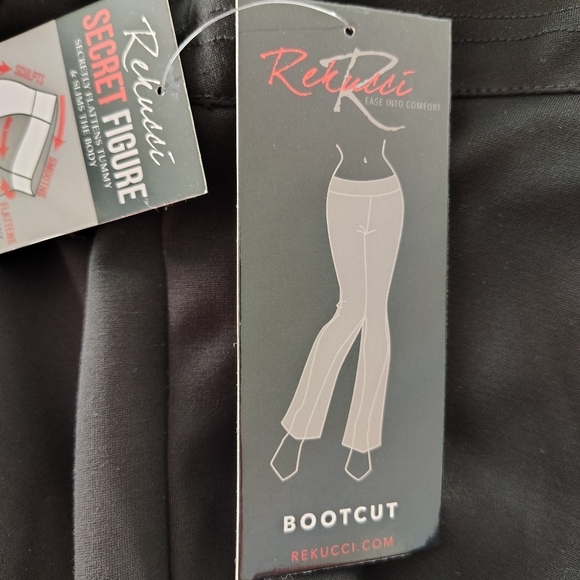 Rekucci
SECRET FIGURE
SECRETLY FLATTENS TUMMY
& SLIMS THE BODY
SCULPTS
SMOOTHS
FLATTENS
Rekucci
R
EASE INTO COMFORT
BOOTCUT
REKUCCI.COM